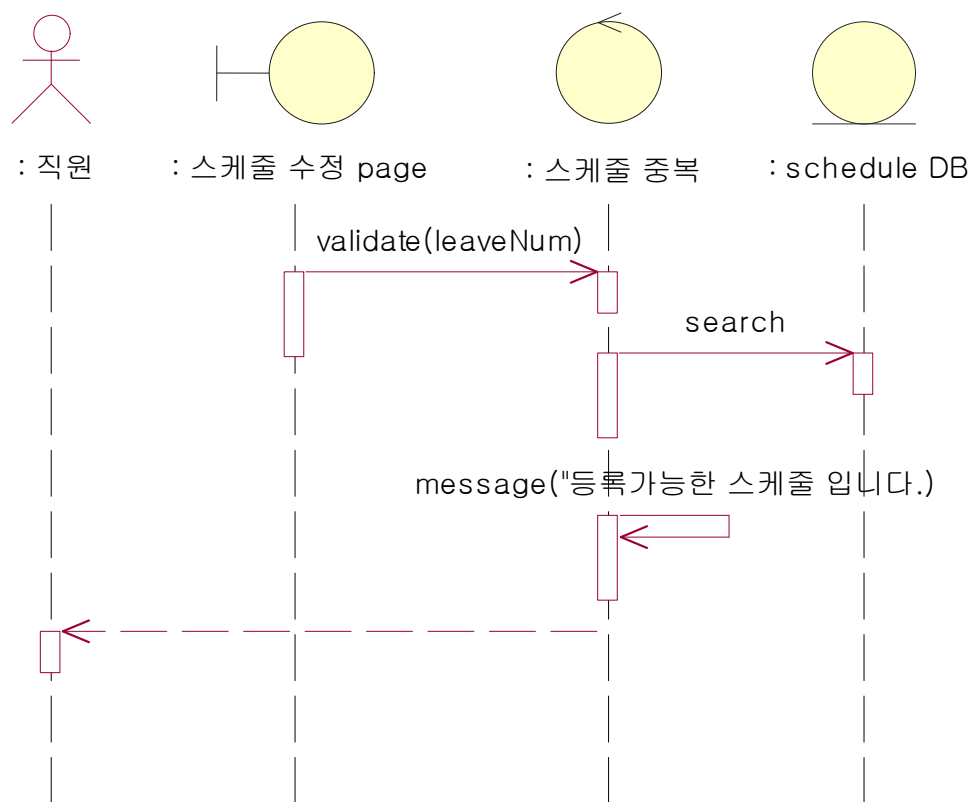 : 직원
: 스케줄 수정 page
: 스케줄 중복
: schedule DB
validate(leaveNum)
search
message("등록가능한 스케줄 입니다.)